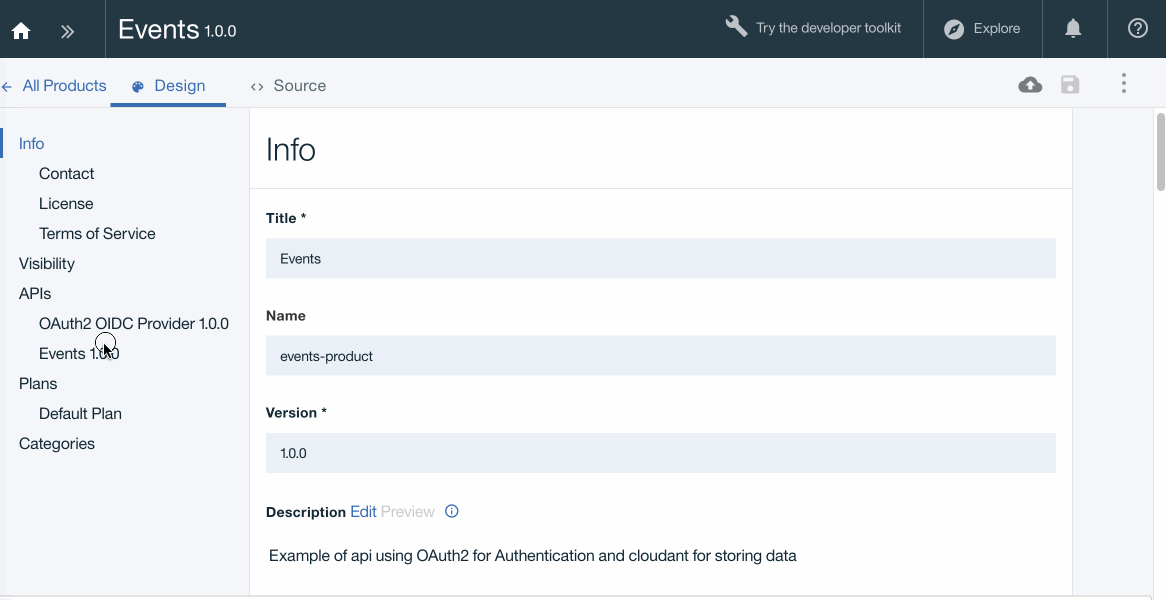 Events 1.0.0
Try the developer toolkit
Explore
All Products
Design
Source
Info
Contact
License
Terms of Service
Visibility
APIs
OAuth2 OIDC Provider 1.0.0
Events 1.0.0
Plans
Default Plan
Categories
Info
Title *
Events
Name
events-product
Version *
1.0.0
Description Edit Preview
Example of api using OAuth2 for Authentication and cloudant for storing data